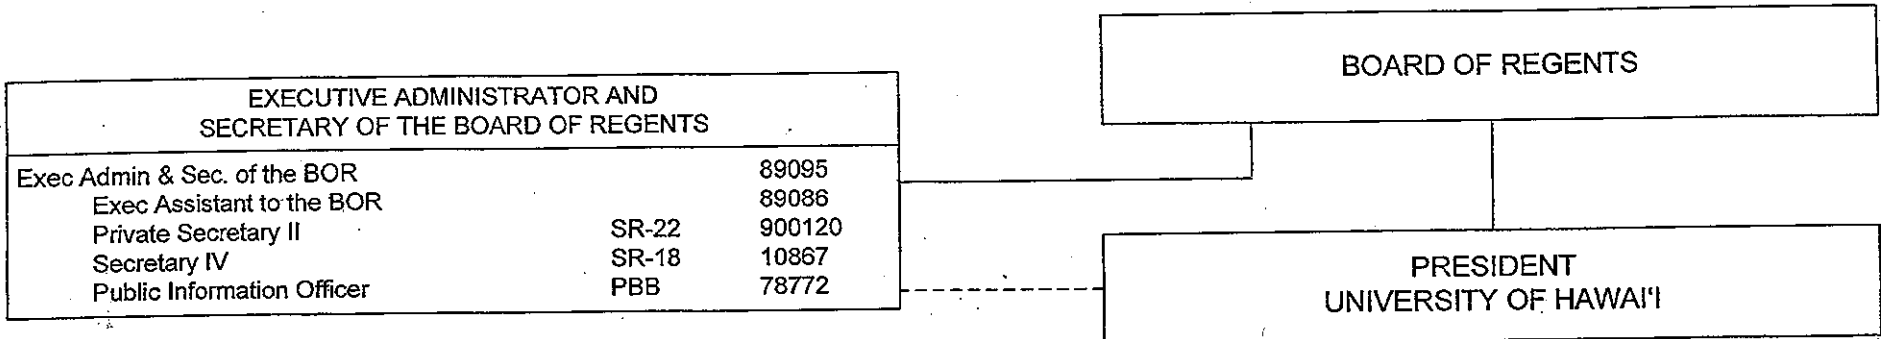 BOARD OF REGENTS
EXECUTIVE ADMINISTRATOR AND
SECRETARY OF THE BOARD OF REGENTS
Exec Admin & Sec. of the BOR 89095
Exec Assistant to the BOR 89086
Private Secretary II SR-22 900120
Secretary IV SR-18 10867
Public Information Officer PBB 78772
PRESIDENT
UNIVERSITY OF HAWAI'I